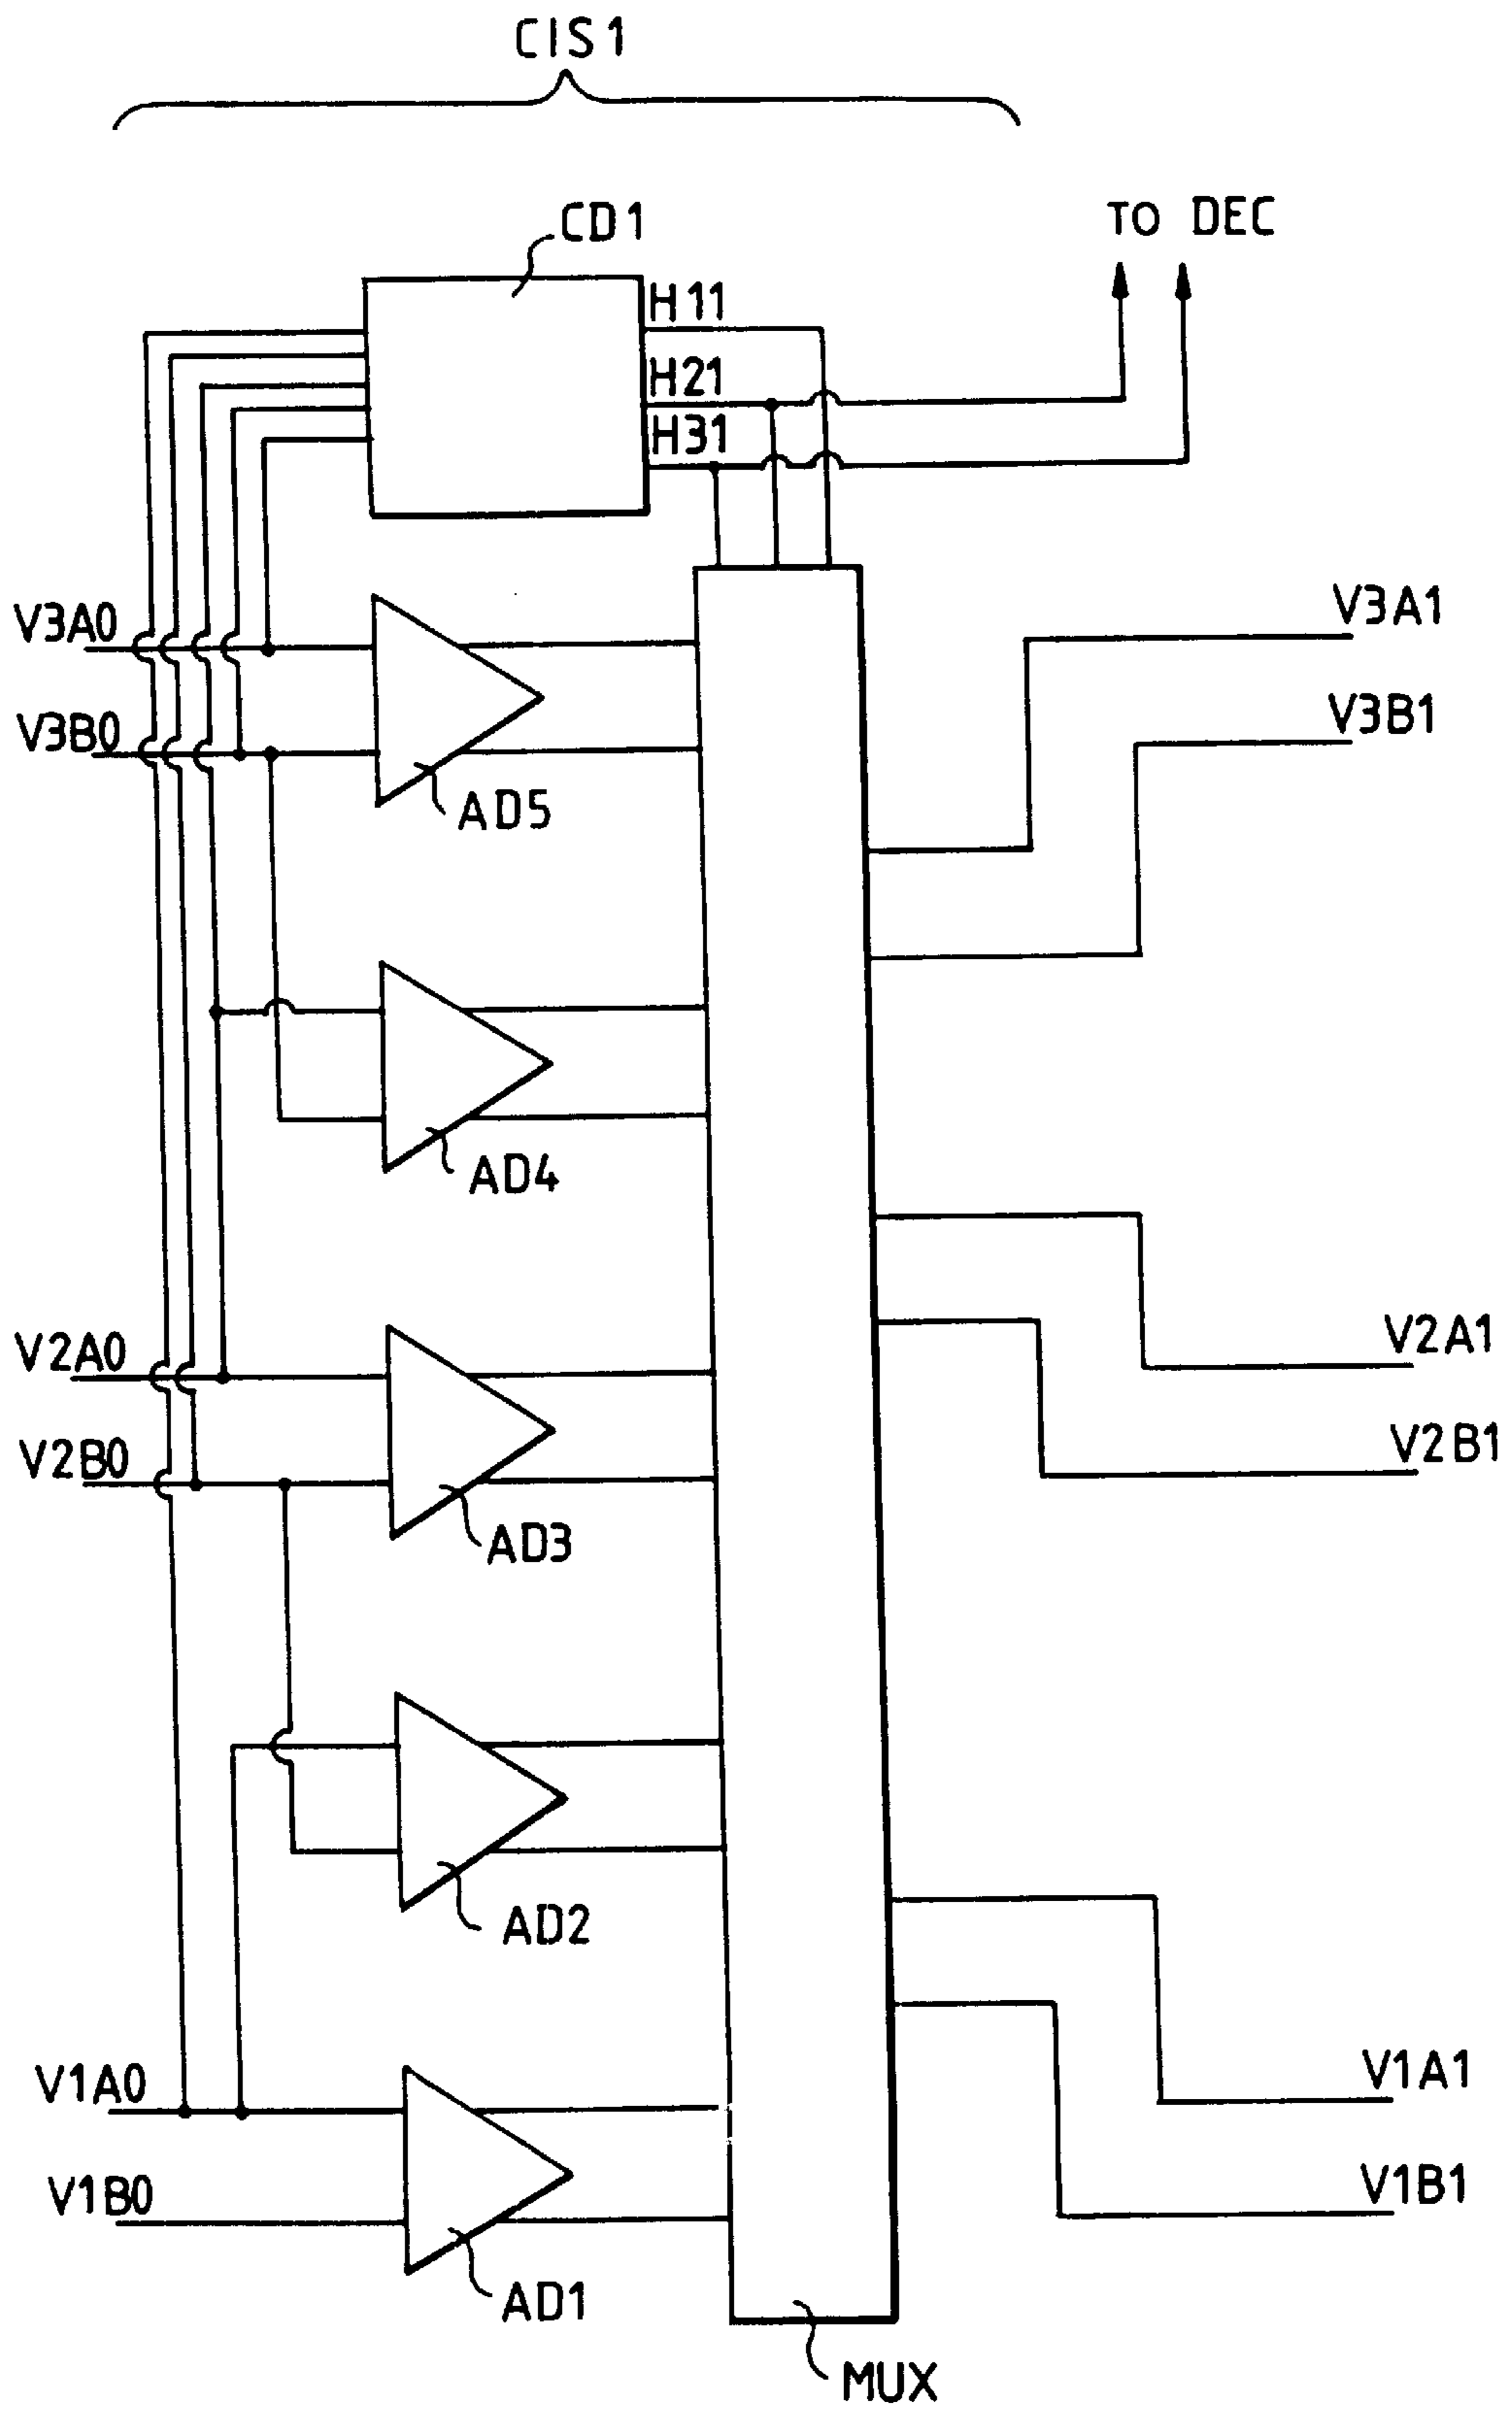 CIS1
CD1
TO DEC
H11
H21
H31
V3A0
V3A1
V3B0
V3B1
AD5
AD4
V2A0
V2A1
V2B0
V2B1
AD3
AD2
V1A0
V1A1
V1B0
V1B1
AD1
MUX